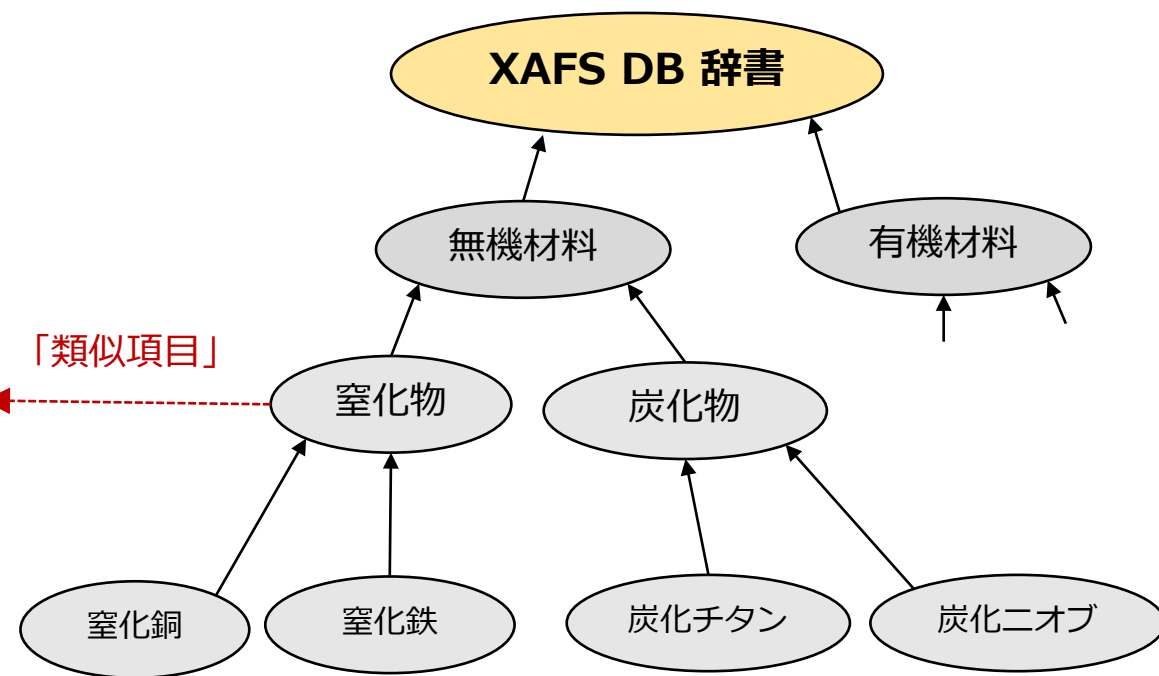 XAFS DB 辞書
無機材料
有機材料
「類似項目」
窒化物
炭化物
窒化銅
窒化鉄
炭化チタン
炭化ニオブ